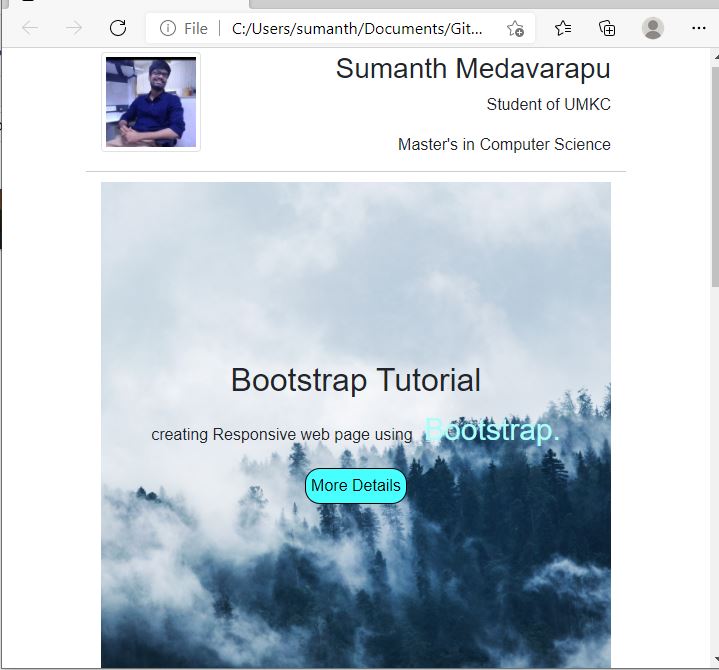 File C:/Users/sumanth/Documents/Git...
Sumanth Medavarapu
Student of UMKC
Master's in Computer Science
Bootstrap Tutorial
creating Responsive web page using Bootstrap.
More Details